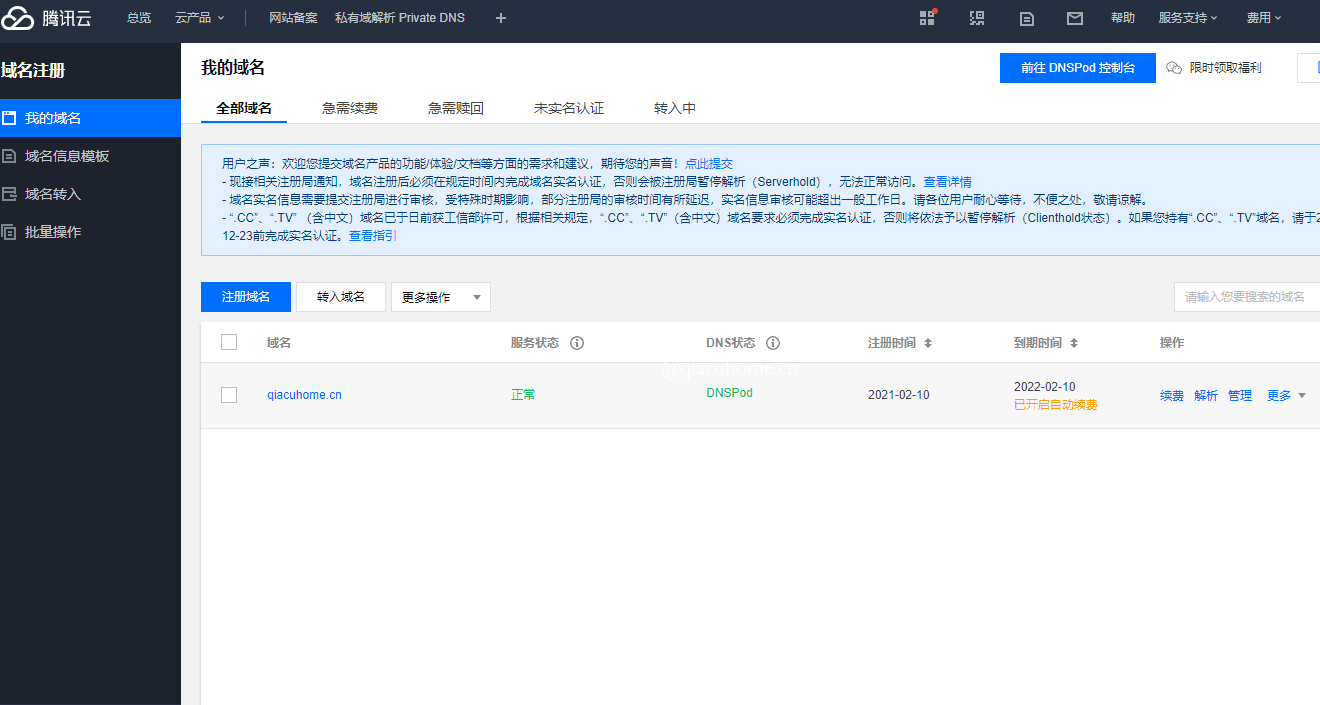 腾讯云 总览 云产品 网站备案 私有域解析 Private DNS + 帮助 服务支持 费用
域名注册
我的域名
域名信息模板
域名转入
批量操作
我的域名
前往 DNSPod 控制台 限时领取福利
全部域名 急需续费 急需赎回 未实名认证 转入中
用户之声：欢迎您提交域名产品的功能/体验/文档等方面的需求和建议，期待您的声音！点此提交
- 现接相关注册局通知，域名注册后必须在规定时间内完成域名实名认证，否则会被注册局暂停解析（Serverhold），无法正常访问。查看详情
- 域名实名信息需要提交注册局进行审核，受特殊时期影响，部分注册局的审核时间有所延迟，实名信息审核可能超出一般工作日。请各位用户耐心等待，不便之处，敬请谅解。
- “.CC”、“.TV” （含中文）域名已于日前获工信部许可，根据相关规定，“.CC”、“.TV”（含中文）域名要求必须完成实名认证，否则将依法予以暂停解析（Clienthold状态）。如果您持有“.CC”、“.TV”域名，请于2
12-23前完成实名认证。查看指引
注册域名 转入域名 更多操作 请输入您要搜索的域名
域名 服务状态 DNS状态 注册时间 到期时间 操作
@qiacuhome.cn
qiacuhome.cn 正常 DNSPod 2021-02-10 2022-02-10 续费 解析 管理 更多
已开启自动续费